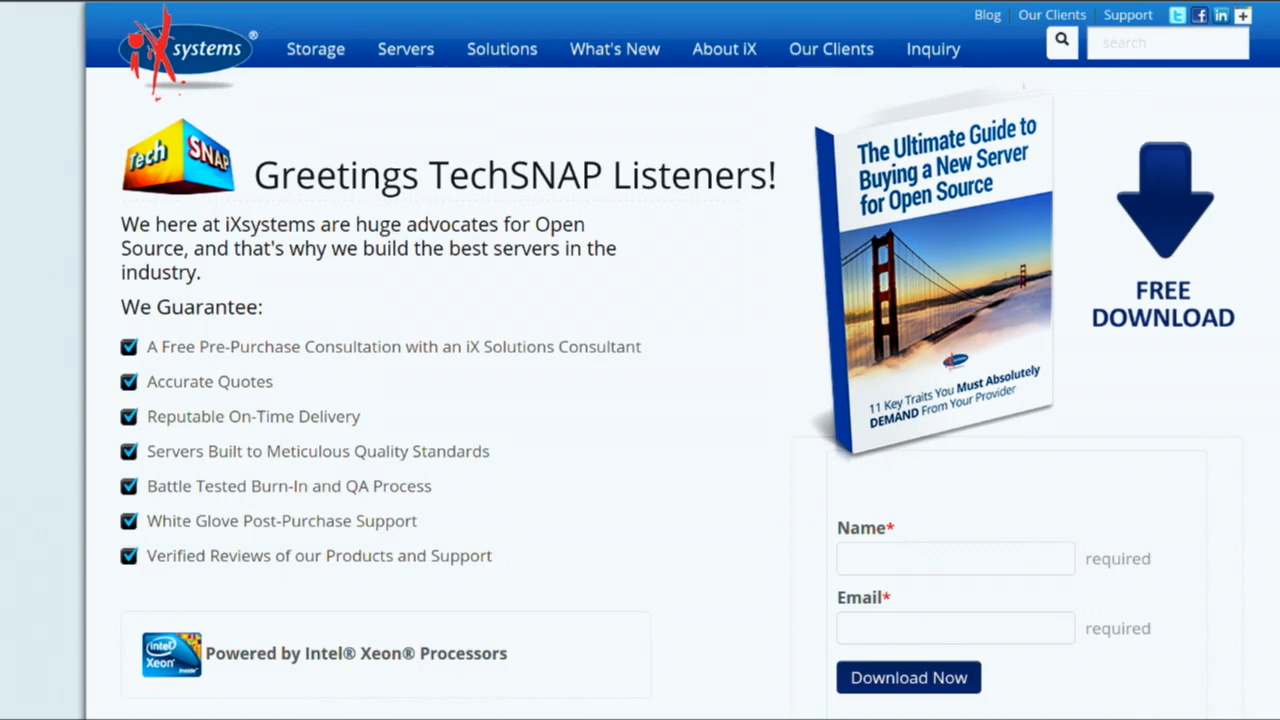 Blog Our Clients Support
iXsystems®
Storage Servers Solutions What's New About iX Our Clients Inquiry
search
Tech SNAP
Greetings TechSNAP Listeners!
We here at iXsystems are huge advocates for Open
Source, and that's why we build the best servers in the
industry.
We Guarantee:
A Free Pre-Purchase Consultation with an iX Solutions Consultant
Accurate Quotes
Reputable On-Time Delivery
Servers Built to Meticulous Quality Standards
Battle Tested Burn-In and QA Process
White Glove Post-Purchase Support
Verified Reviews of our Products and Support
intel
Xeon
inside
Powered by Intel® Xeon® Processors
The Ultimate Guide to
Buying a New Server
for Open Source
11 Key Traits You Must Absolutely
DEMAND From Your Provider
FREE
DOWNLOAD
Name*
required
Email*
required
Download Now